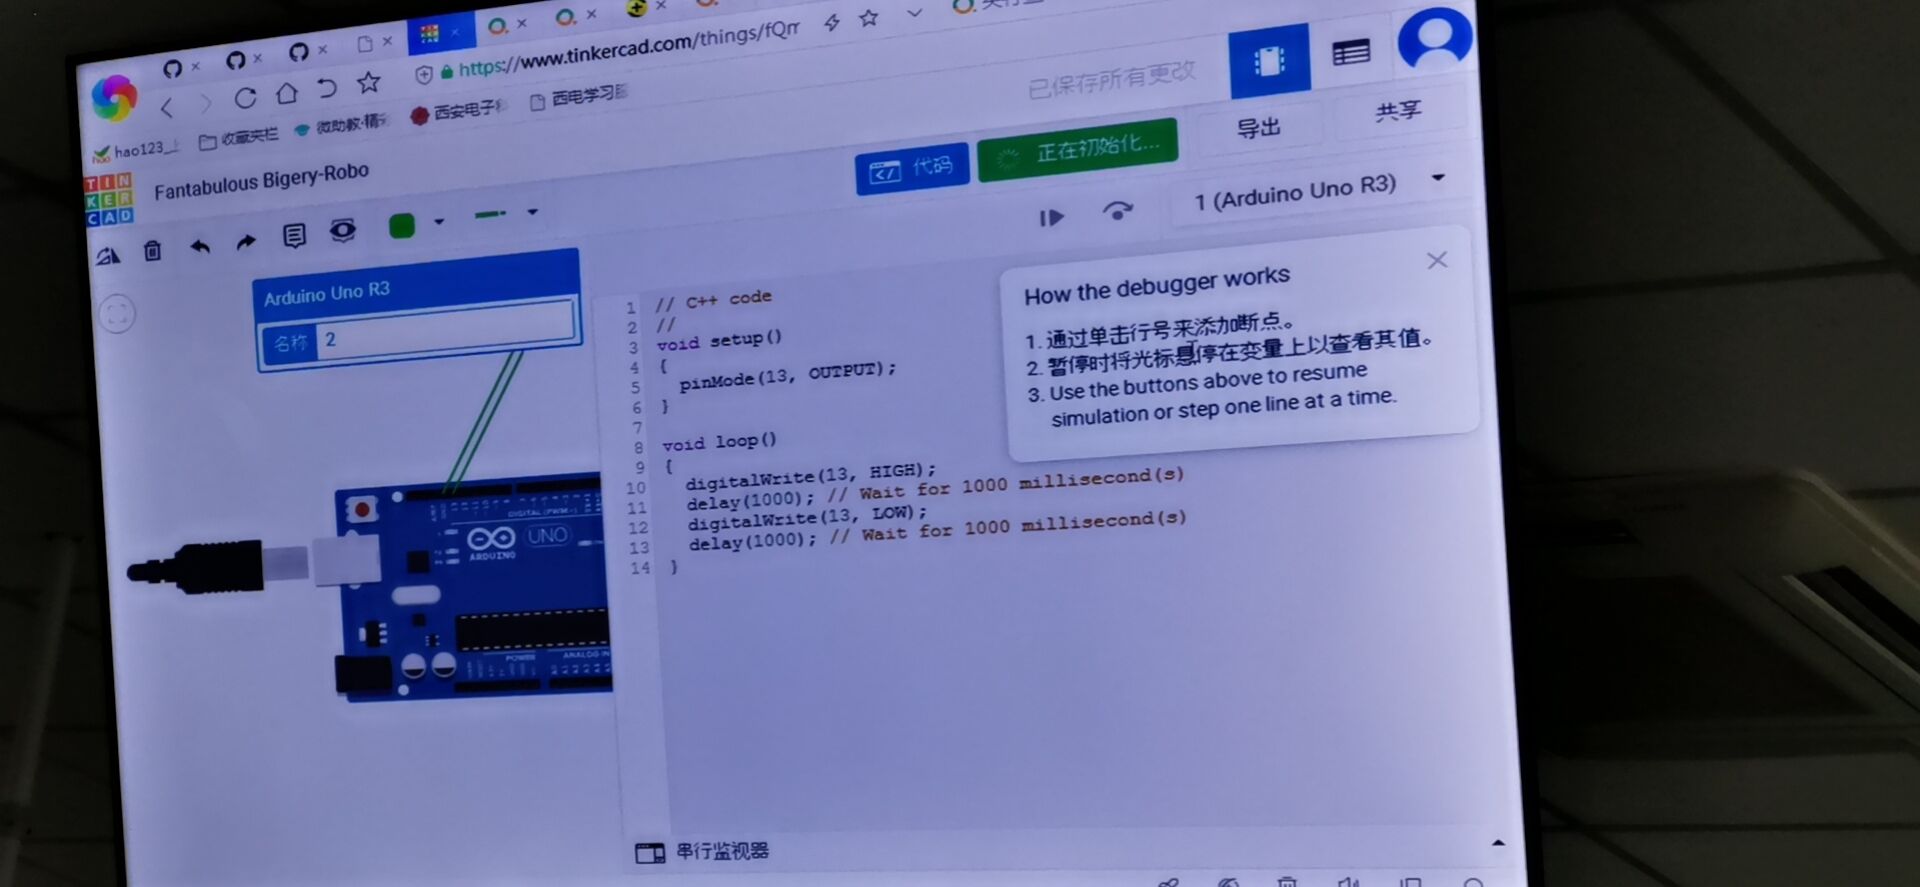 https://www.tinkercad.com/things/fQm
hao123_
收藏夹栏
微助教·精
西安电子
西电学习
已保存所有更改
TIN
KER
CAD
Fantabulous Bigery-Robo
代码
正在初始化...
导出
共享
1 (Arduino Uno R3)
Arduino Uno R3
名称 2
How the debugger works
1. 通过单击行号来添加断点。
2. 暂停时将光标悬停在变量上以查看其值。
3. Use the buttons above to resume
simulation or step one line at a time.
1 // C++ code
2 //
3 void setup()
4 {
5 pinMode(13, OUTPUT);
6 }
7
8 void loop()
9 {
10 digitalWrite(13, HIGH);
11 delay(1000); // Wait for 1000 millisecond(s)
12 digitalWrite(13, LOW);
13 delay(1000); // Wait for 1000 millisecond(s)
14 }
DIGITAL (PWM~)
UNO
ARDUINO
POWER
ANALOG IN
串行监视器